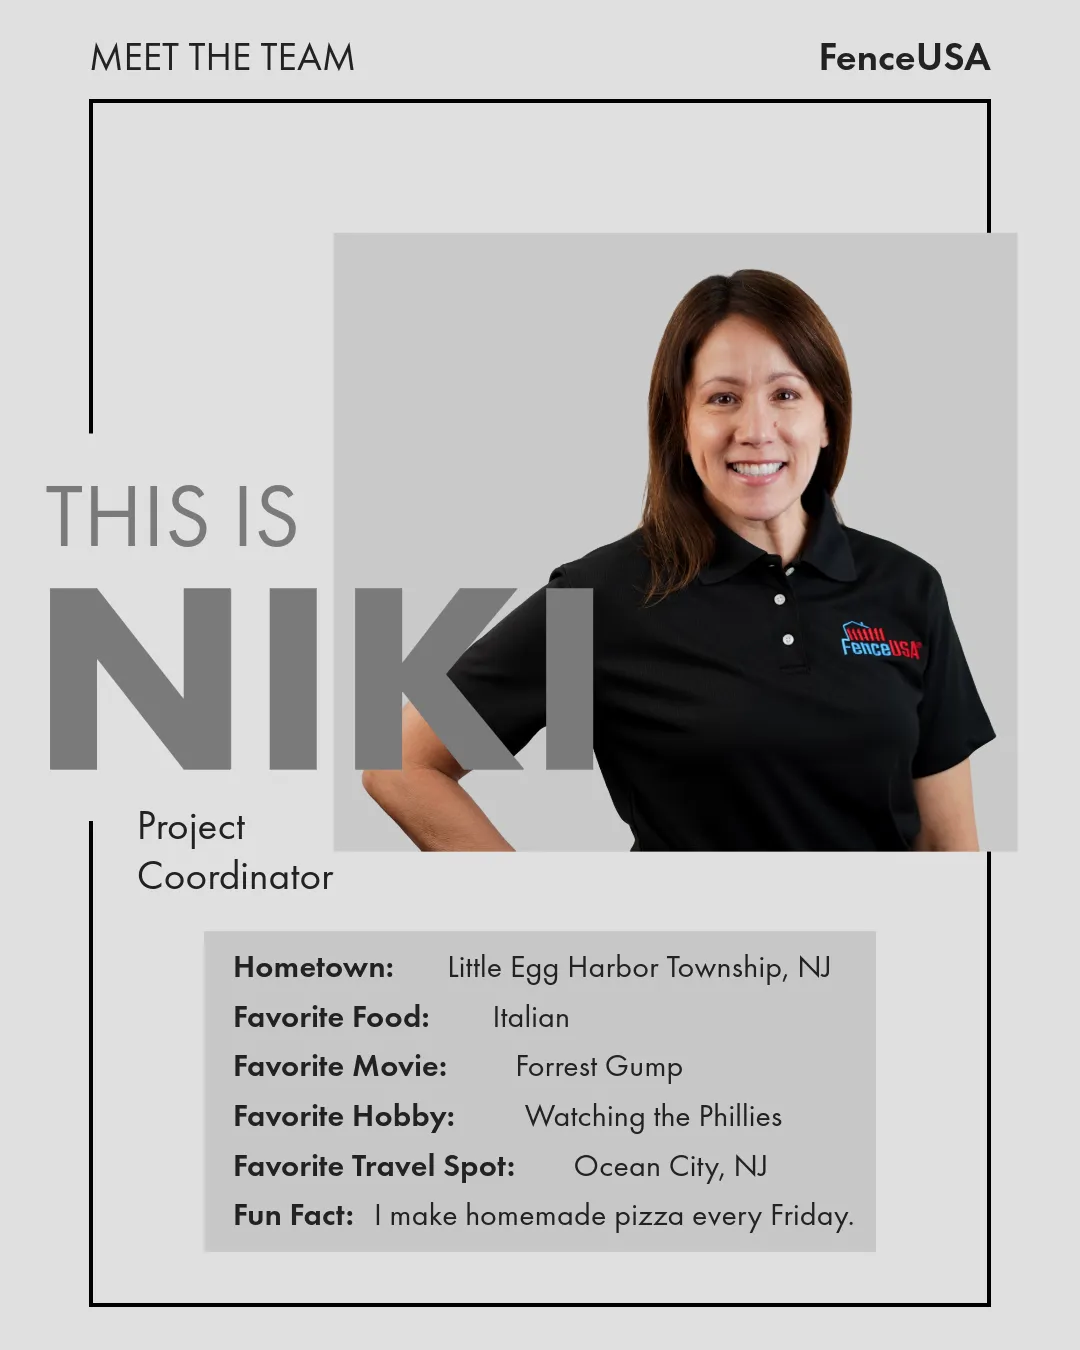 MEET THE TEAM
FenceUSA
THIS IS
NIKI
FenceUSA
Project
Coordinator
Hometown: Little Egg Harbor Township, NJ
Favorite Food: Italian
Favorite Movie: Forrest Gump
Favorite Hobby: Watching the Phillies
Favorite Travel Spot: Ocean City, NJ
Fun Fact: I make homemade pizza every Friday.